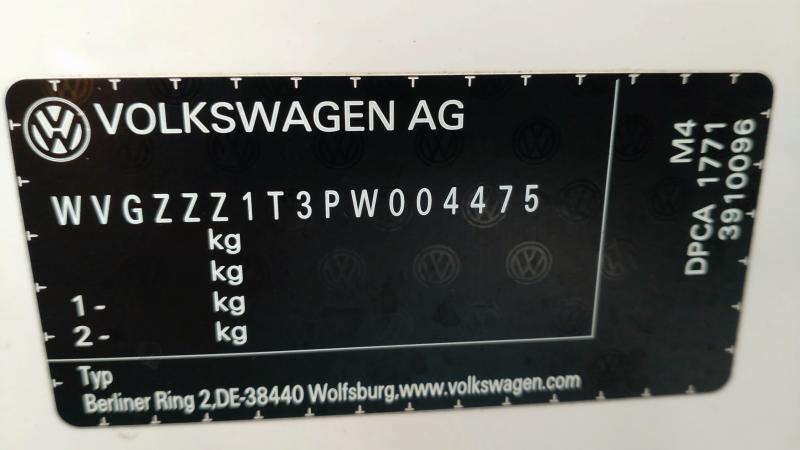 VOLKSWAGEN AG
WVGZZZ1T3PW004475
kg
kg
1- kg
2- kg
Typ
Berliner Ring 2,DE-38440 Wolfsburg,www.volkswagen.com
M4
DPCA 1771
3910096